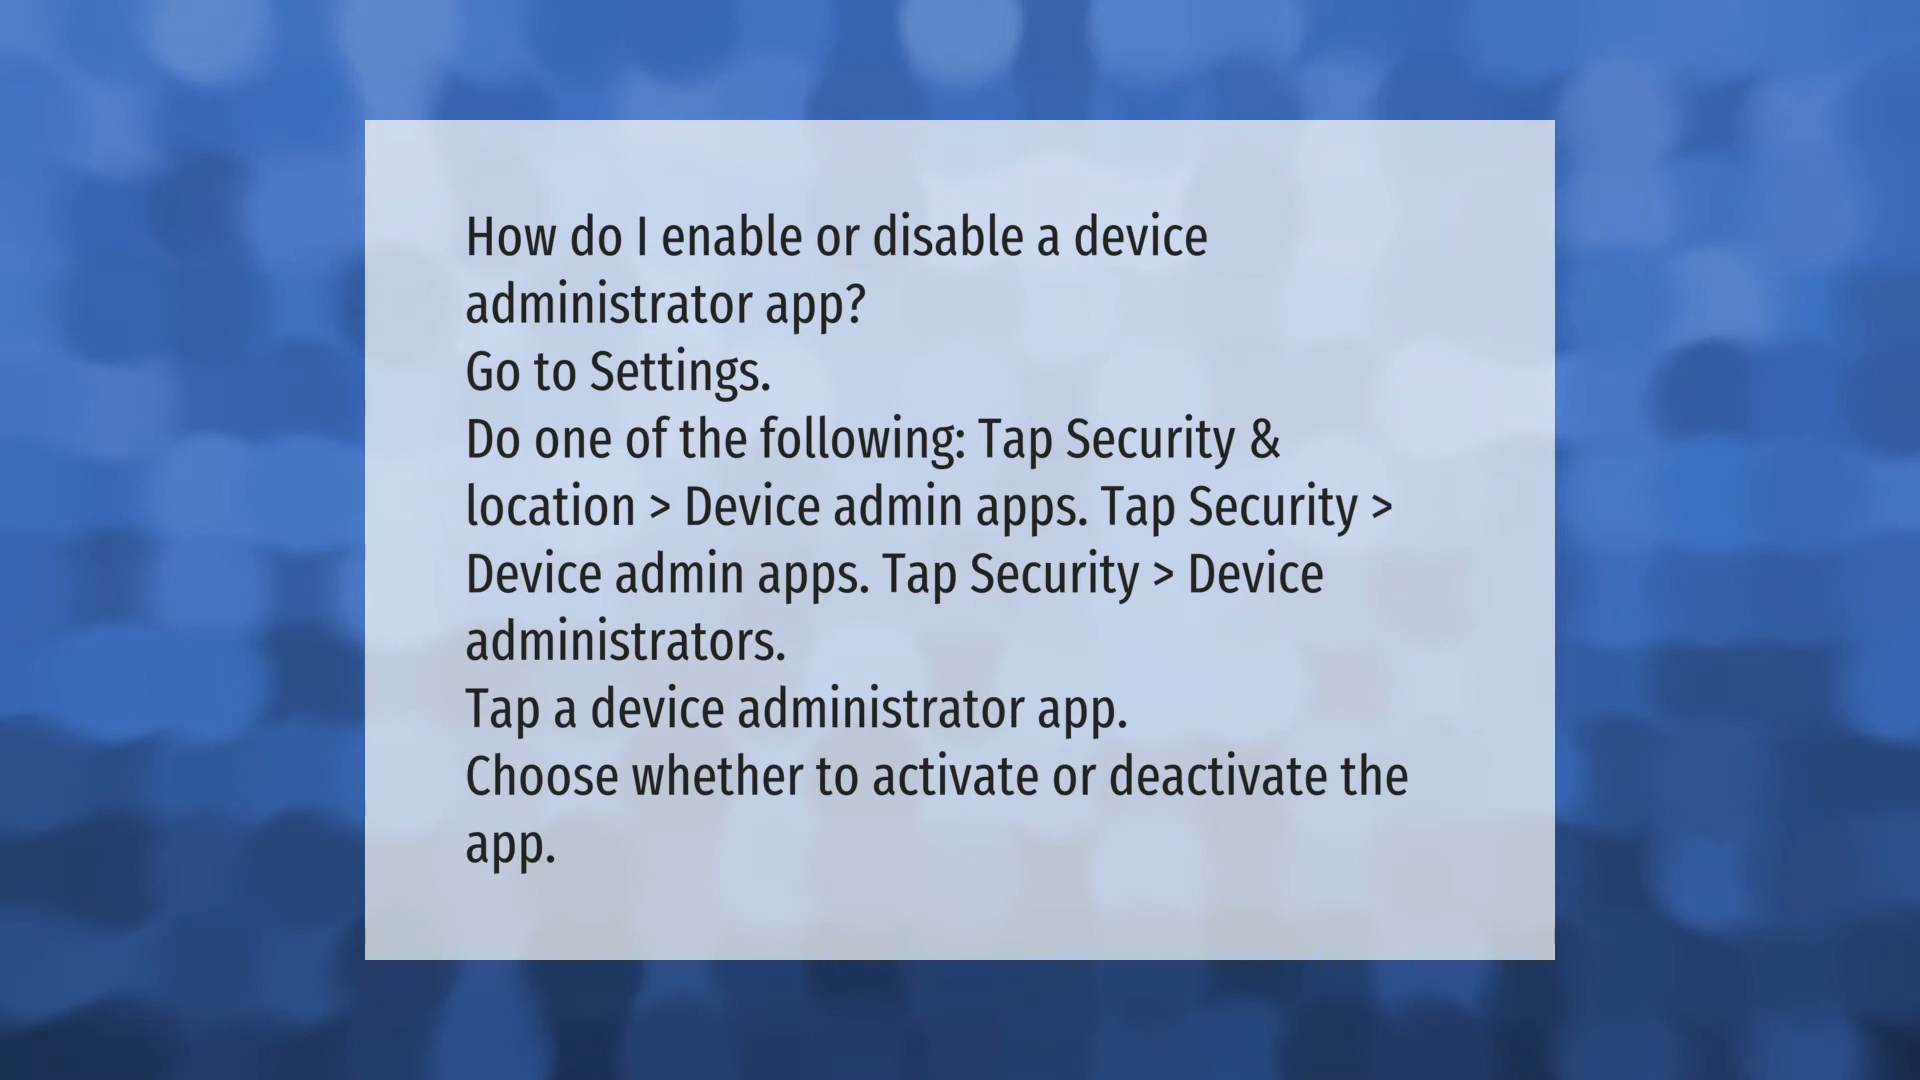 How do I enable or disable a device
administrator app?
Go to Settings.
Do one of the following: Tap Security &
location > Device admin apps. Tap Security >
Device admin apps. Tap Security > Device
administrators.
Tap a device administrator app.
Choose whether to activate or deactivate the
app.